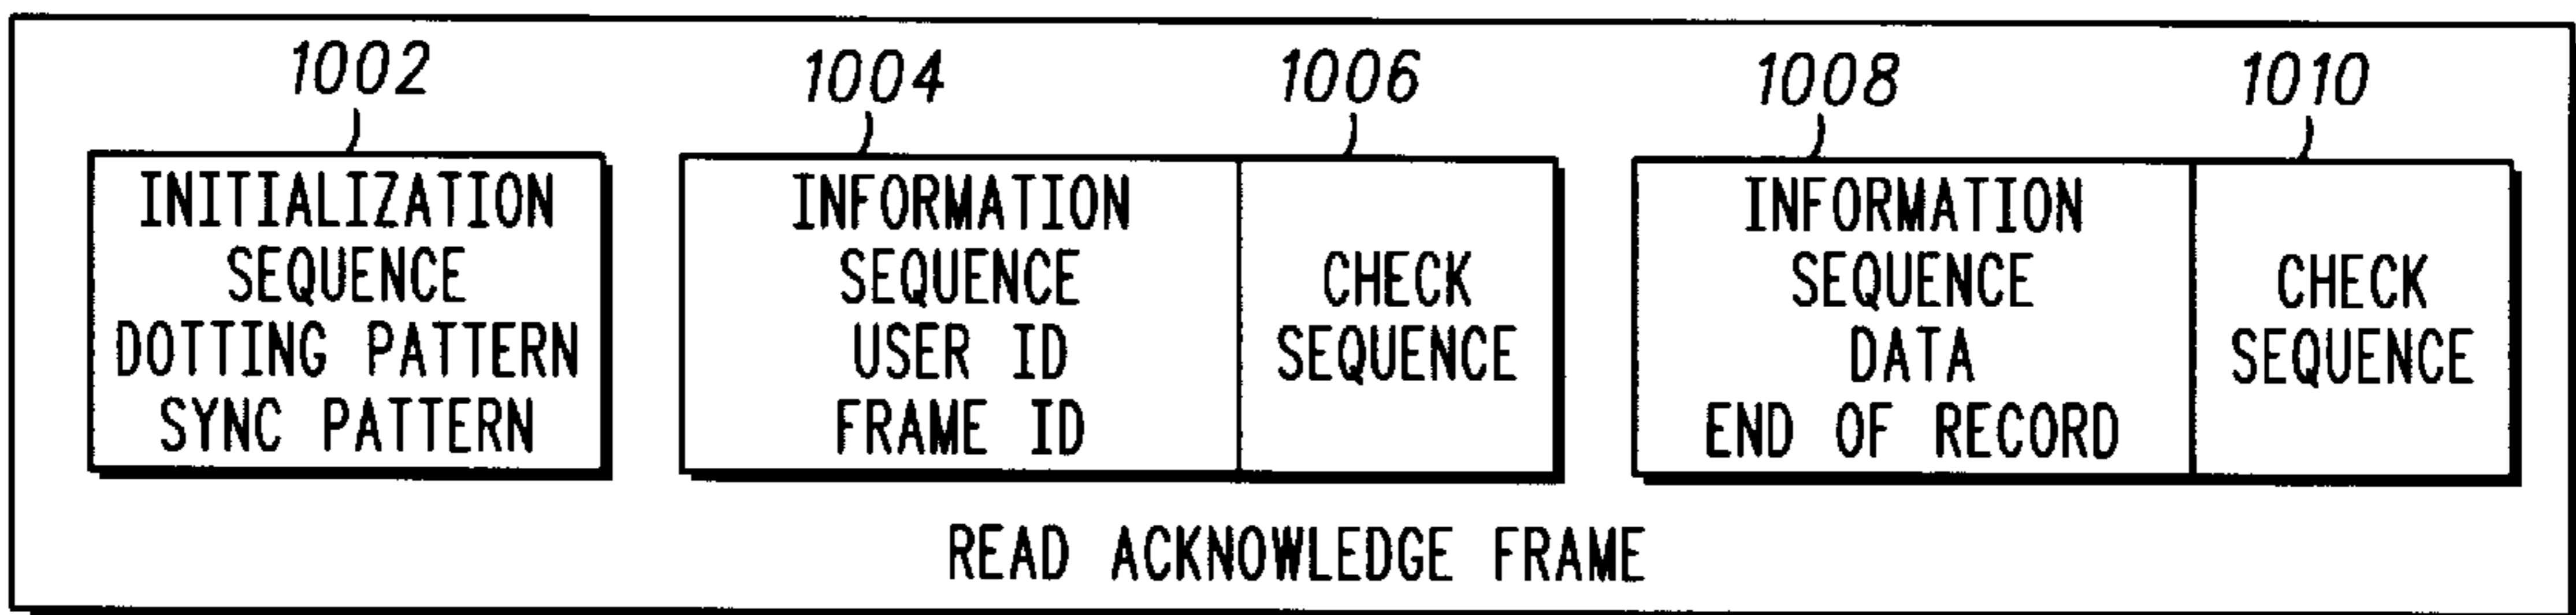 1002
1004
1006
1008
1010
INITIALIZATION
SEQUENCE
DOTTING PATTERN
SYNC PATTERN
INFORMATION
SEQUENCE
USER ID
FRAME ID
CHECK
SEQUENCE
INFORMATION
SEQUENCE
DATA
END OF RECORD
CHECK
SEQUENCE
READ ACKNOWLEDGE FRAME